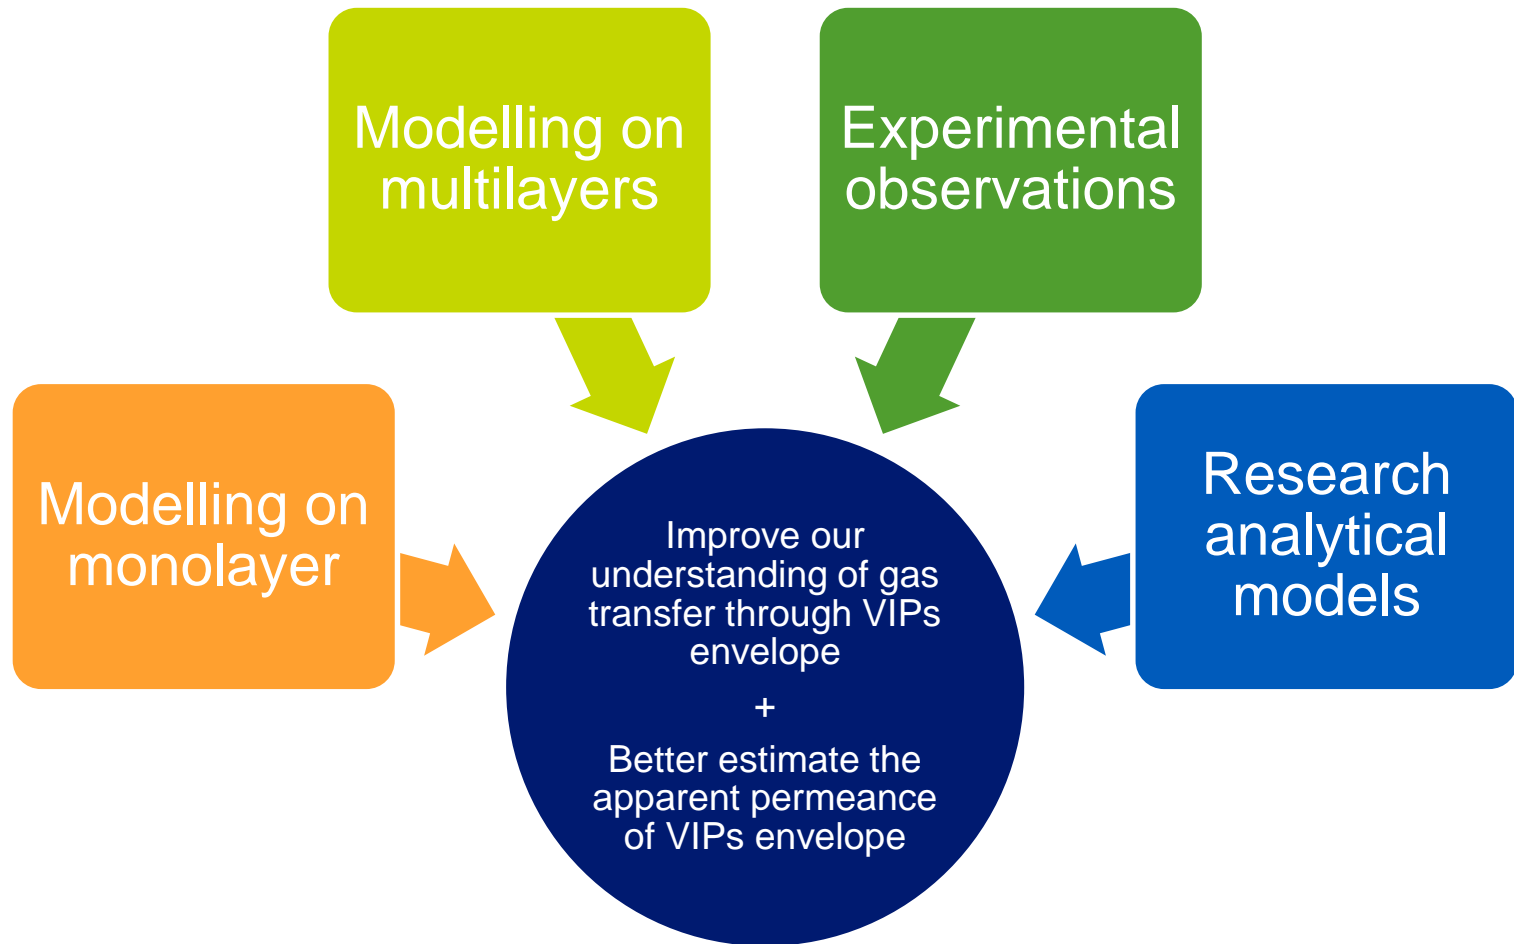 Modelling on
multilayers
Experimental
observations
Modelling on
monolayer
Research
analytical
models
Improve our
understanding of gas
transfer through VIPs
envelope
+
Better estimate the
apparent permeance
of VIPs envelope